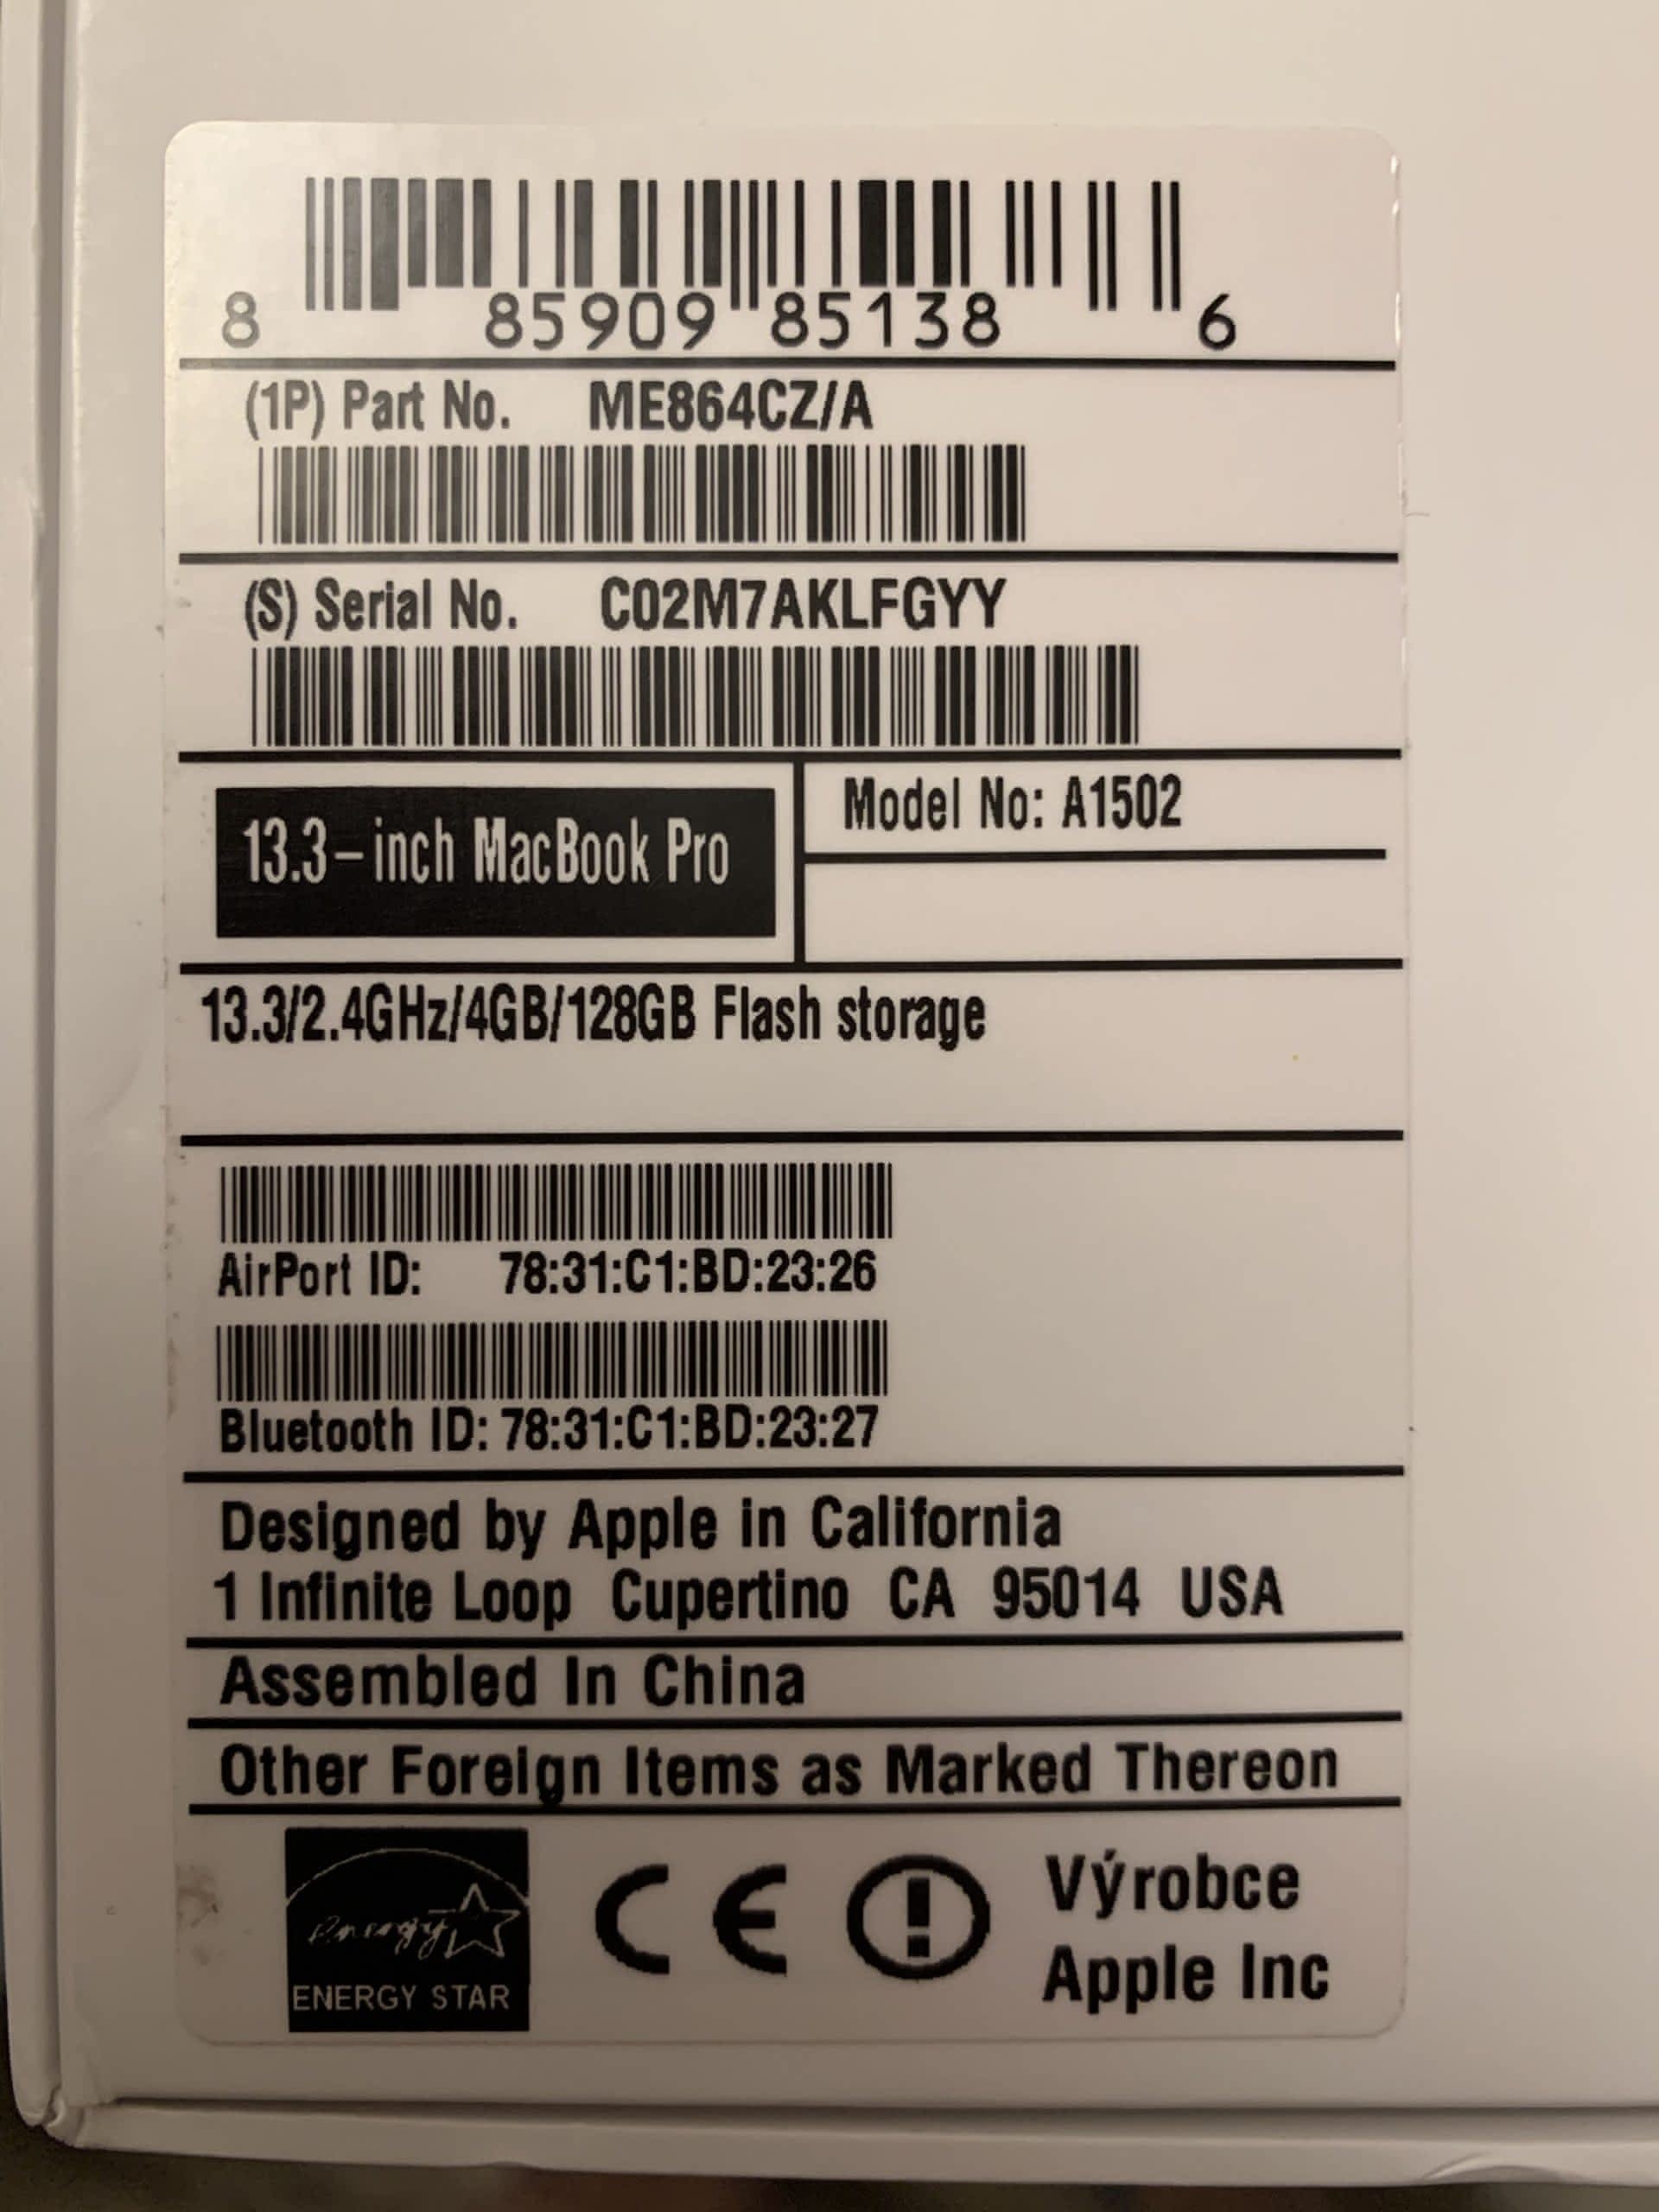 8 85909 85138 6
(1P) Part No. ME864CZ/A
(S) Serial No. C02M7AKLFGYY
13.3-inch MacBook Pro
Model No: A1502
13.3/2.4GHz/4GB/128GB Flash storage
AirPort ID: 78:31:C1:BD:23:26
Bluetooth ID: 78:31:C1:BD:23:27
Designed by Apple in California
1 Infinite Loop Cupertino CA 95014 USA
Assembled In China
Other Foreign Items as Marked Thereon
energy
ENERGY STAR
CE
Výrobce
Apple Inc